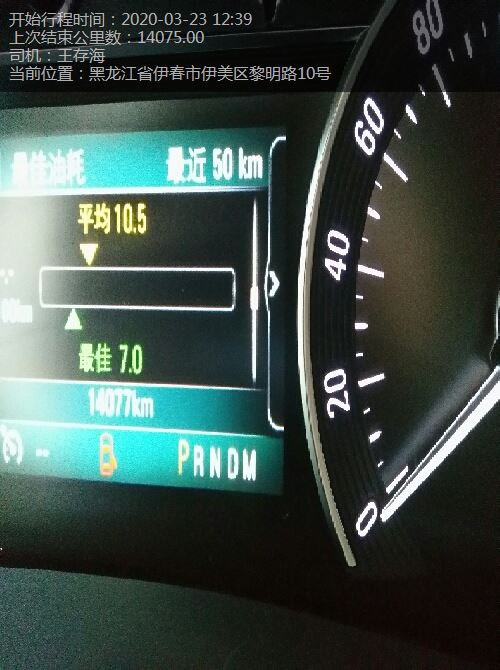 开始行程时间：2020-03-23 12:39
上次结束公里数：14075.00
司机：王存海
当前位置：黑龙江省伊春市伊美区黎明路10号
最佳油耗 最近 50 km
平均10.5
最佳 7.0
14077km
PRNDM
80
60
40
20
0